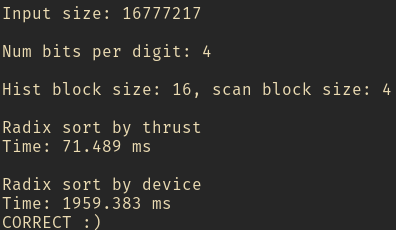 Input size: 16777217
Num bits per digit: 4
Hist block size: 16, scan block size: 4
Radix sort by thrust
Time: 71.489 ms
Radix sort by device
Time: 1959.383 ms
CORRECT :)